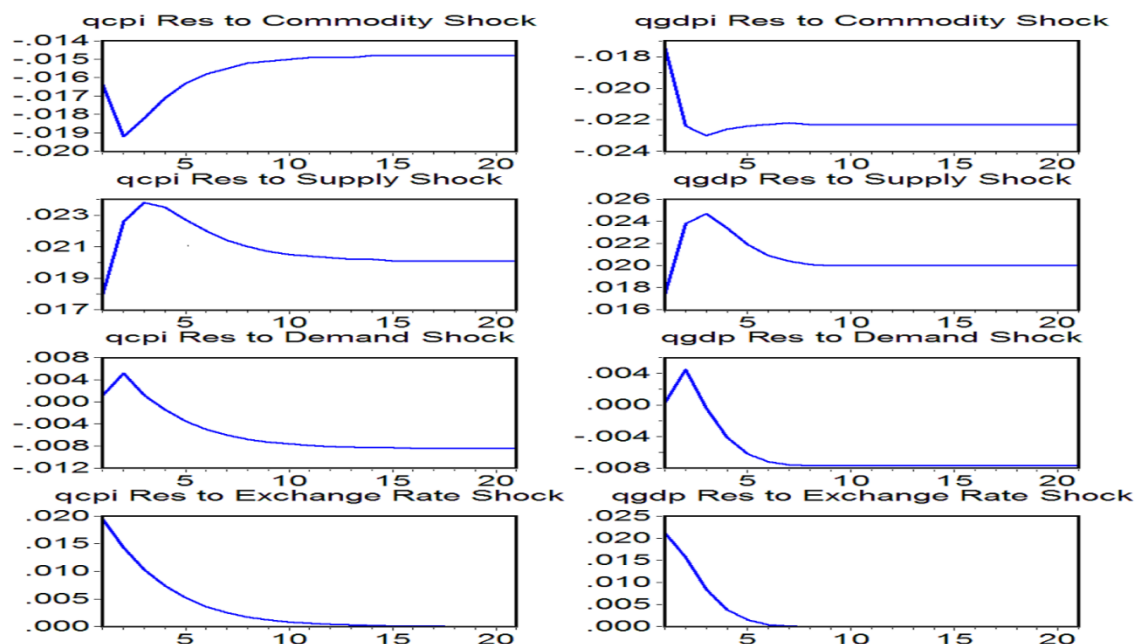 qcpi Res to Commodity Shock
-.014
-.015
-.016
-.017
-.018
-.019
-.020
5 10 15 20
qgdpi Res to Commodity Shock
-.018
-.020
-.022
-.024
5 10 15 20
qcpi Res to Supply Shock
.023
.021
.019
.017
5 10 15 20
qgdp Res to Supply Shock
.026
.024
.022
.020
.018
.016
5 10 15 20
qcpi Res to Demand Shock
.008
.004
.000
-.004
-.008
-.012
5 10 15 20
qgdp Res to Demand Shock
.004
.000
-.004
-.008
5 10 15 20
qcpi Res to Exchange Rate Shock
.020
.015
.010
.005
.000
5 10 15 20
qgdp Res to Exchange Rate Shock
.025
.020
.015
.010
.005
.000
5 10 15 20